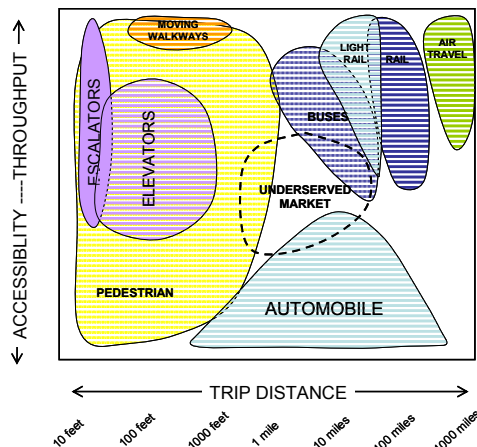 ACCESSIBLITY ----THROUGHPUT
MOVING
WALKWAYS
ESCALATORS
ELEVATORS
PEDESTRIAN
LIGHT
RAIL
RAIL
AIR
TRAVEL
BUSES
UNDERSERVED
MARKET
AUTOMOBILE
TRIP DISTANCE
10 feet
100 feet
1000 feet
1 mile
10 miles
100 miles
1000 miles